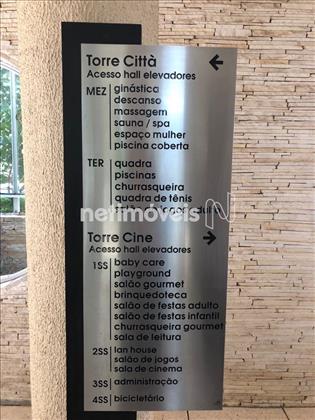 Torre Città ←
Acesso hall elevadores
MEZ ginástica
descanso
massagem
sauna / spa
espaço mulher
piscina coberta
TER quadra
piscinas
churrasqueira
quadra de tênis
netimóveis
Torre Cine →
Acesso hall elevadores
1SS baby care
playground
salão gourmet
brinquedoteca
salão de festas adulto
salão de festas infantil
churrasqueira gourmet
sala de leitura
2SS lan house
salão de jogos
sala de cinema
3SS administração
4SS bicicletário